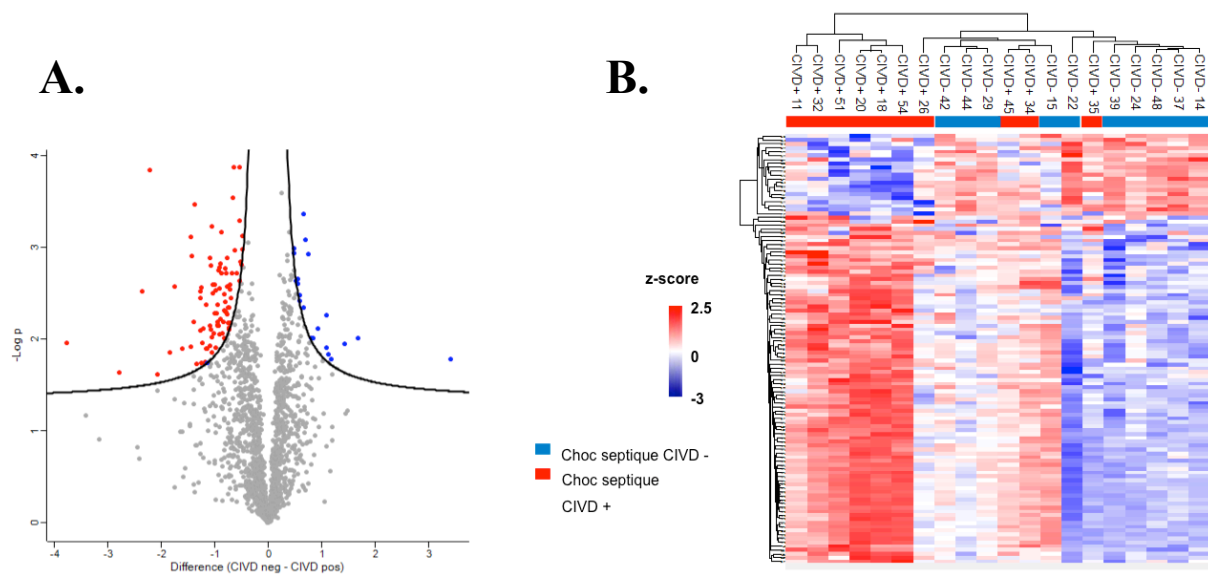 A.
B.
4
3
2
1
0
-Log p
-4
-3
-2
-1
0
1
2
3
Difference (CIVD neg - CIVD pos)
Choc septique CIVD -
Choc septique
CIVD +
z-score
2.5
0
-3
CIVD+ 11
CIVD+ 32
CIVD+ 51
CIVD+ 20
CIVD+ 18
CIVD+ 54
CIVD+ 26
CIVD- 42
CIVD- 44
CIVD- 29
CIVD+ 45
CIVD+ 34
CIVD- 15
CIVD- 22
CIVD+ 35
CIVD- 39
CIVD- 24
CIVD- 48
CIVD- 37
CIVD- 14